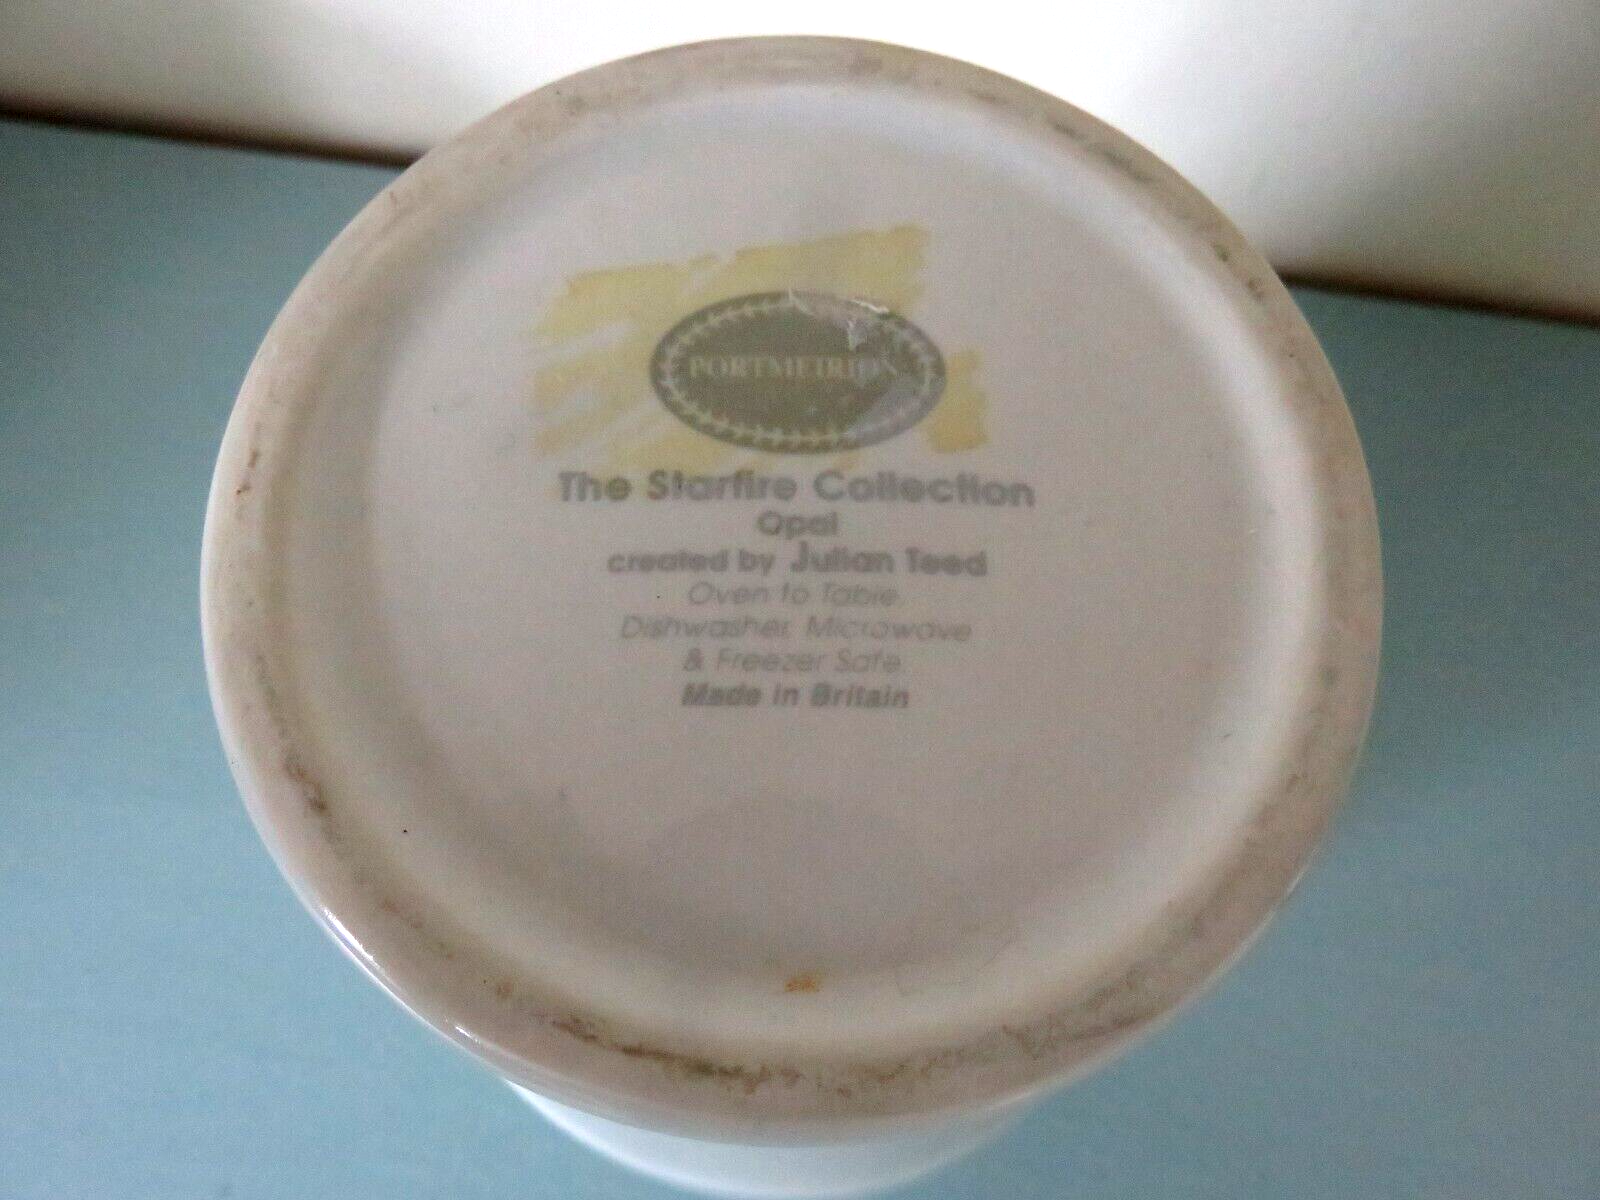 PORTMEIRION
The Starfire Collection
Opal
created by Julian Teed
Oven to Table,
Dishwasher, Microwave
& Freezer Safe.
Made in Britain